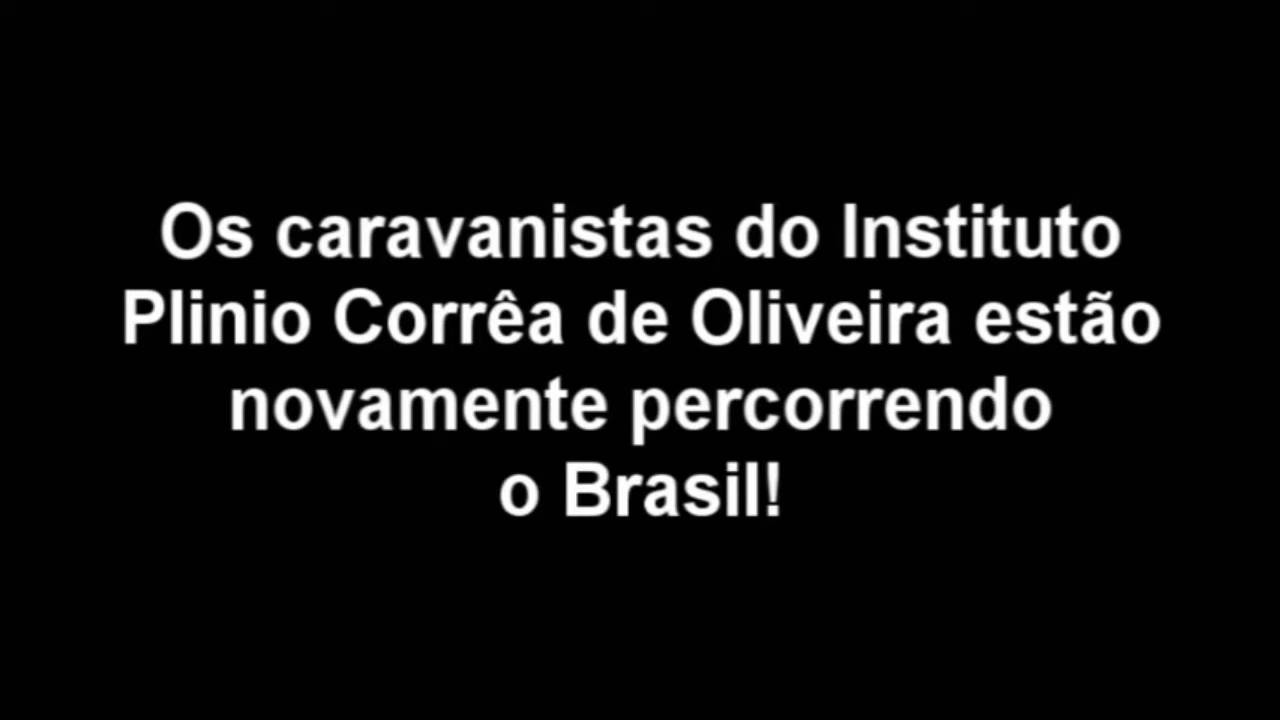 Os caravanistas do Instituto
Plinio Corrêa de Oliveira estão
novamente percorrendo
o Brasil!